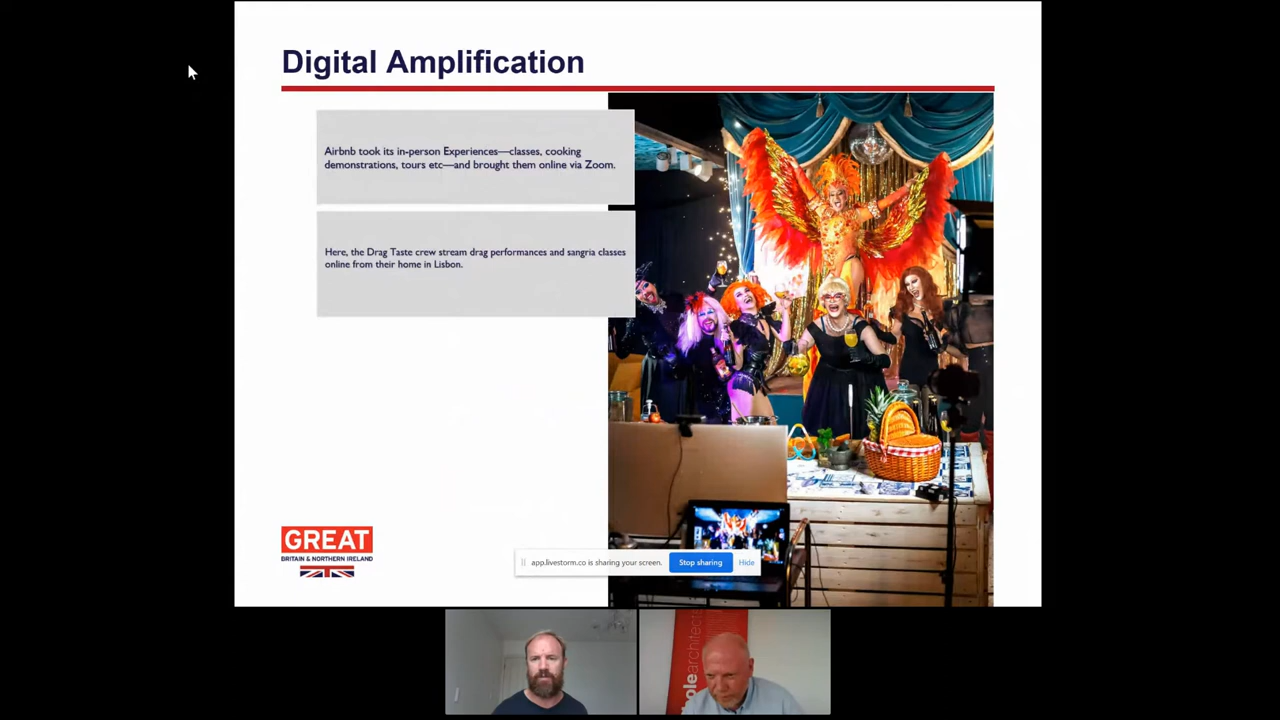 Digital Amplification
Airbnb took its in-person Experiences—classes, cooking
demonstrations, tours etc—and brought them online via Zoom.
Here, the Drag Taste crew stream drag performances and sangria classes
online from their home in Lisbon.
GREAT
BRITAIN & NORTHERN IRELAND
app.livestorm.co is sharing your screen.
Stop sharing
Hide